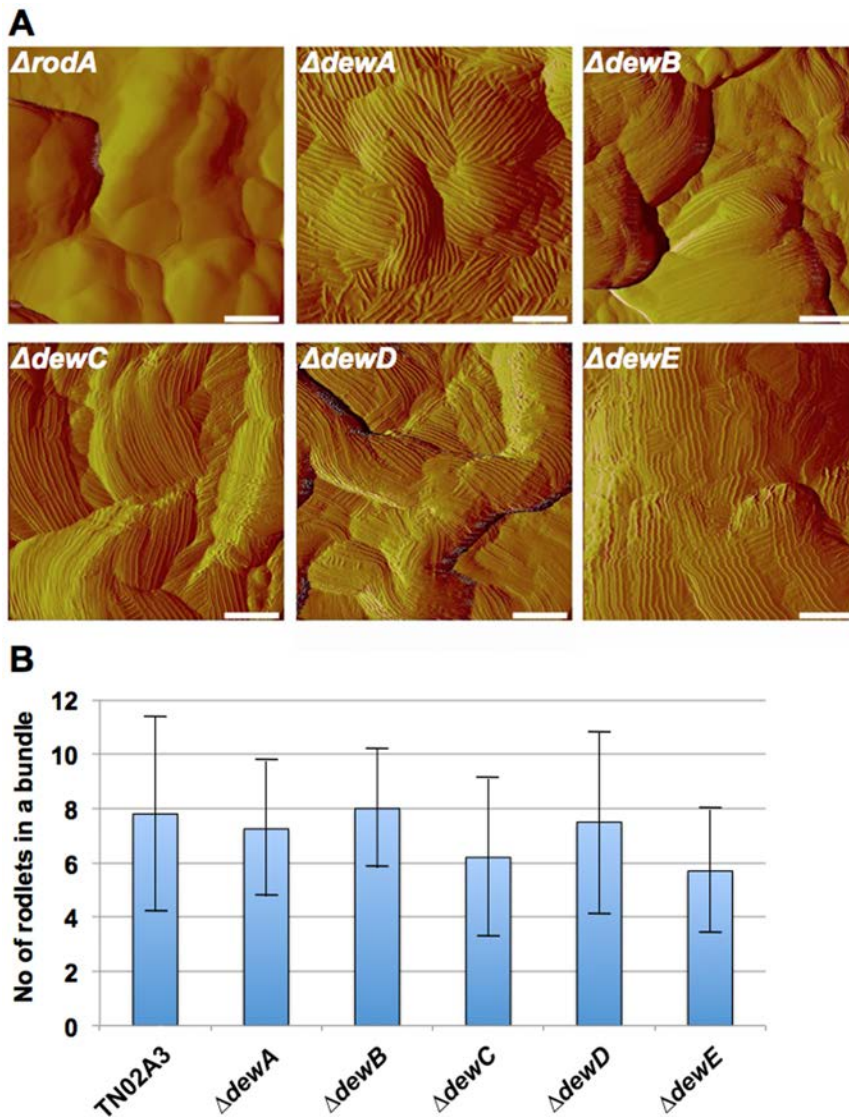 A
ΔrodA ΔdewA ΔdewB
ΔdewC ΔdewD ΔdewE
B
No of rodlets in a bundle
12
10
8
6
4
2
0
TN02A3 ΔdewA ΔdewB ΔdewC ΔdewD ΔdewE